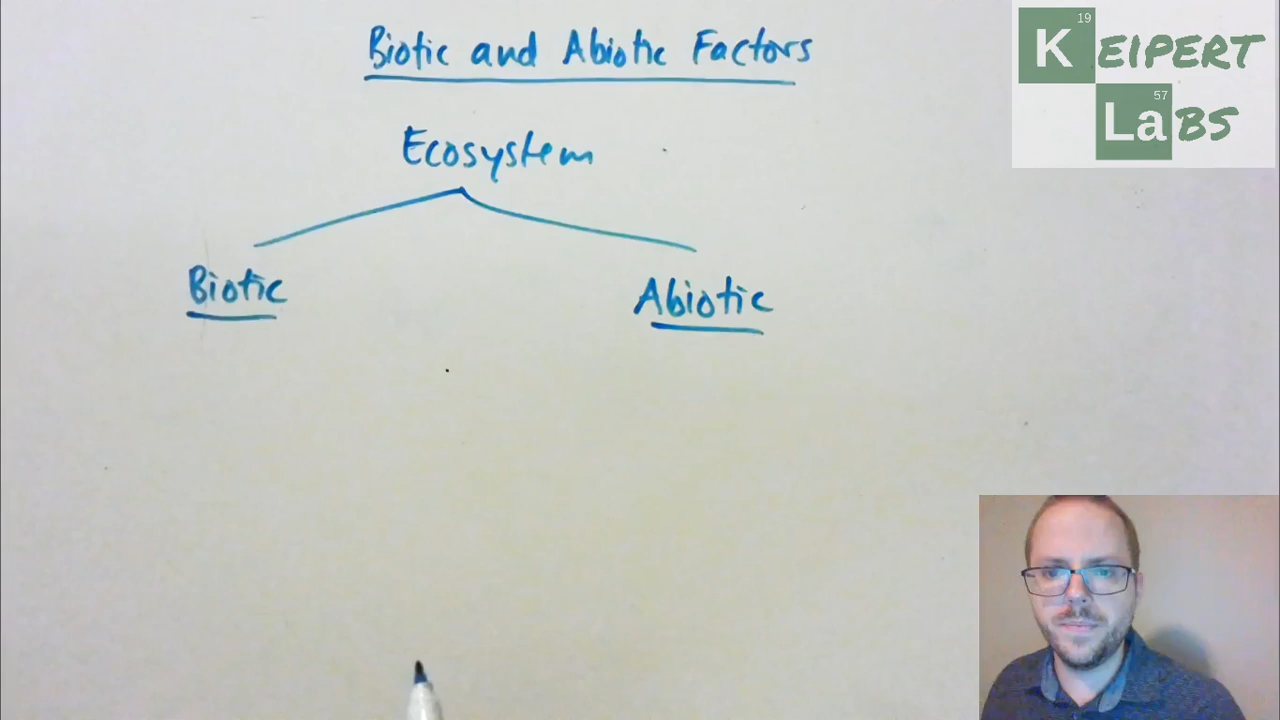 Biotic and Abiotic Factors
Ecosystem
Biotic
Abiotic
19
KEIPERT
57
LaBS